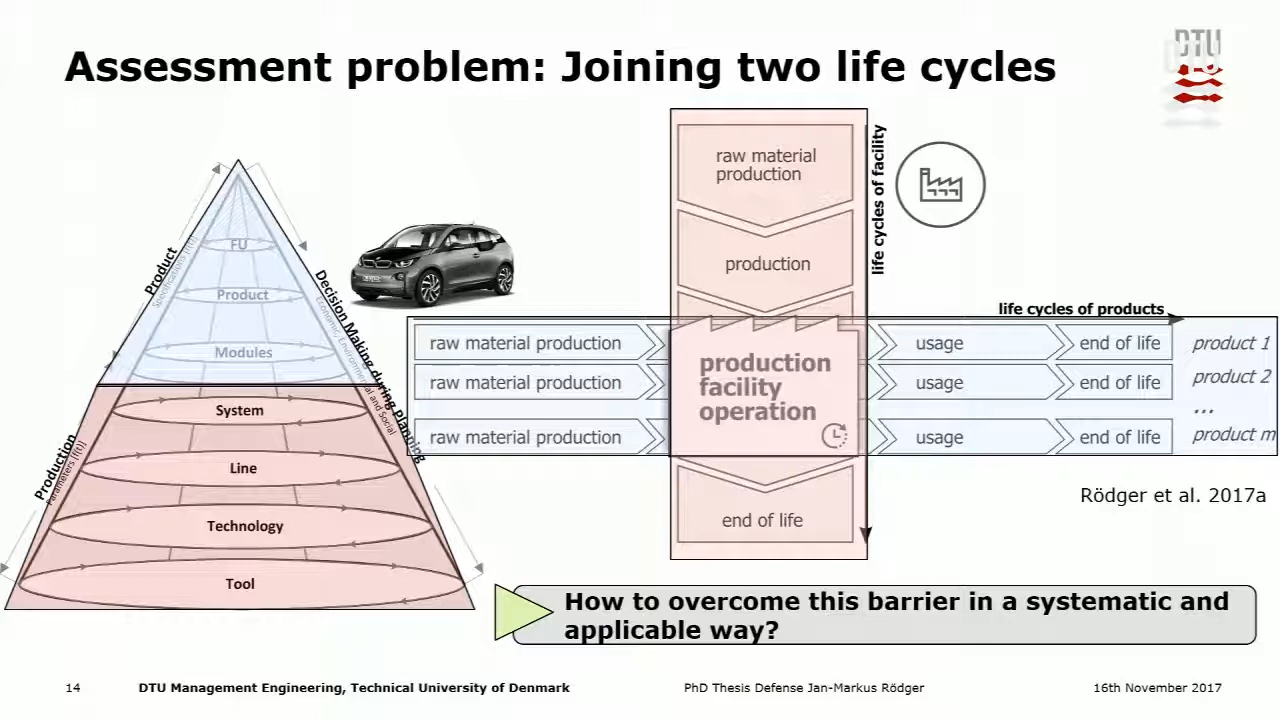 Assessment problem: Joining two life cycles
DTU
FU
Product
Modules
System
Line
Technology
Tool
Product
Production
Decision Making during Planning
Economic, Environmental and Social
raw material
production
production
life cycles of facility
life cycles of products
raw material production
usage
end of life
product 1
raw material production
usage
end of life
product 2
...
raw material production
usage
end of life
product m
production
facility
operation
end of life
Rödger et al. 2017a
How to overcome this barrier in a systematic and
applicable way?
14
DTU Management Engineering, Technical University of Denmark
PhD Thesis Defense Jan-Markus Rödger
16th November 2017